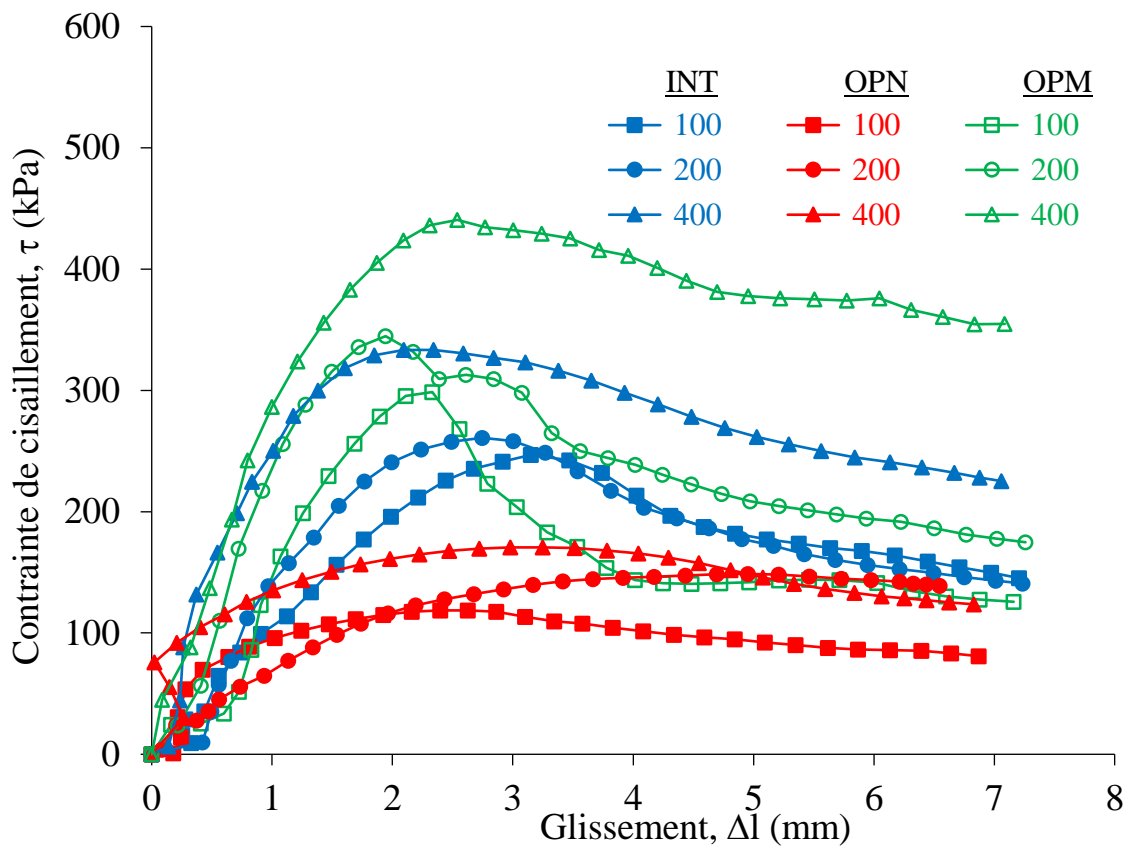 600
500
400
300
200
100
0
Contrainte de cisaillement, τ (kPa)
INT OPN OPM
100 100 100
200 200 200
400 400 400
0 1 2 3 4 5 6 7 8
Glissement, Δl (mm)